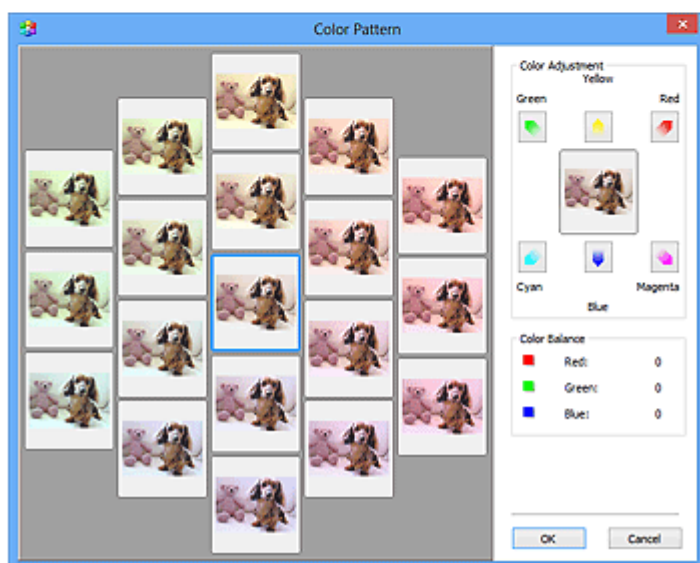 Color Pattern
Color Adjustment
Yellow
Green
Red
Cyan
Magenta
Blue
Color Balance
Red: 0
Green: 0
Blue: 0
OK
Cancel